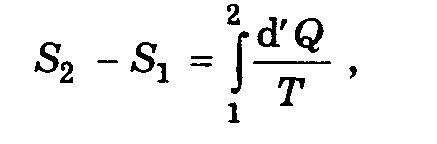 S₂ – S₁ = ∫₁² d′Q / T ,